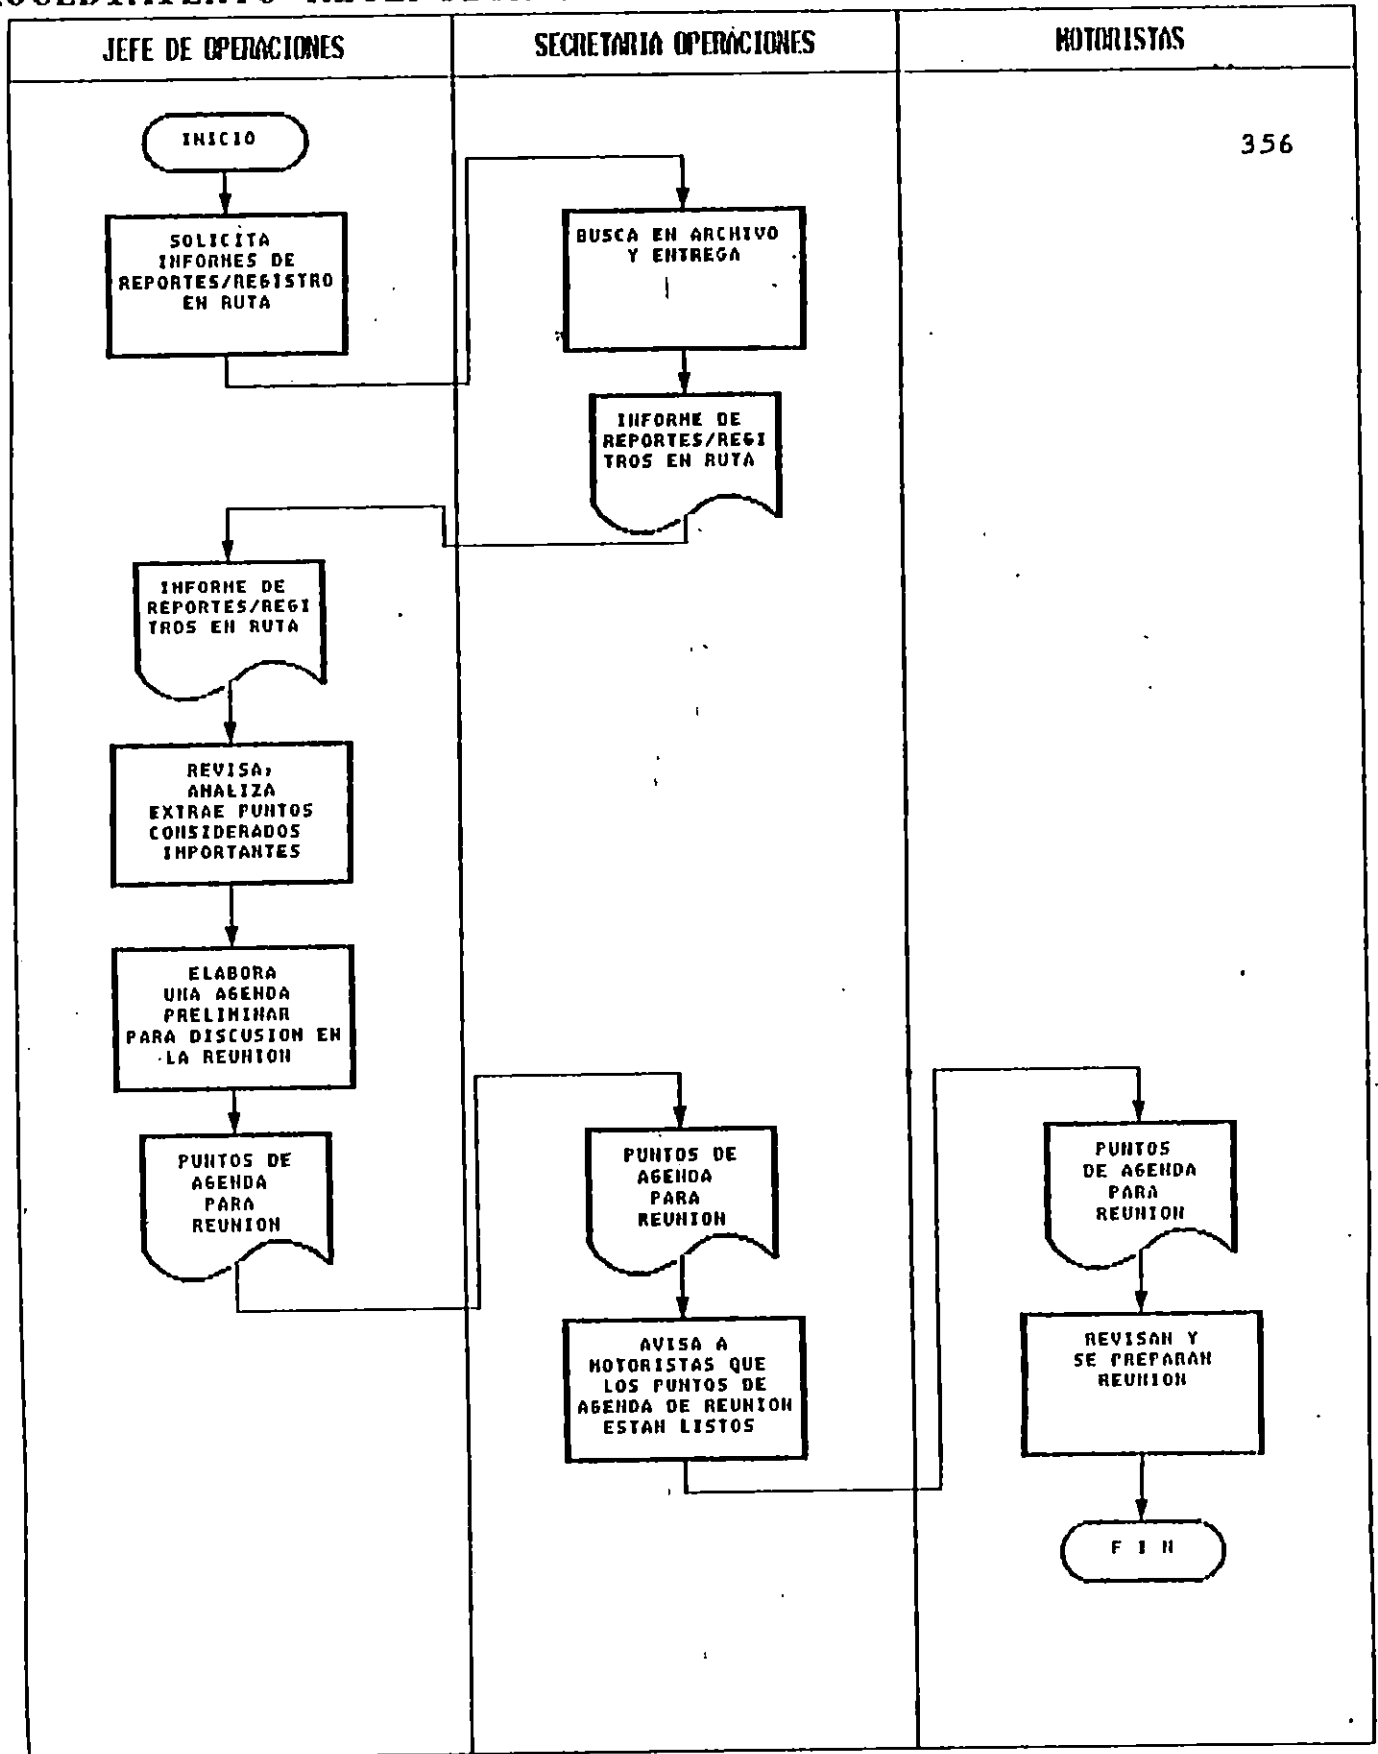 JEFE DE OPERACIONES
SECRETARIA OPERACIONES
MOTORISTAS
356
INICIO
SOLICITA
INFORMES DE
REPORTES/REGISTRO
EN RUTA
BUSCA EN ARCHIVO
Y ENTREGA
INFORME DE
REPORTES/REGI
TROS EN RUTA
INFORME DE
REPORTES/REGI
TROS EN RUTA
REVISA,
ANALIZA
EXTRAE PUNTOS
CONSIDERADOS
IMPORTANTES
ELABORA
UNA AGENDA
PRELIMINAR
PARA DISCUSION EN
LA REUNION
PUNTOS DE
AGENDA
PARA
REUNION
PUNTOS DE
AGENDA
PARA
REUNION
AVISA A
MOTORISTAS QUE
LOS PUNTOS DE
AGENDA DE REUNION
ESTAN LISTOS
PUNTOS
DE AGENDA
PARA
REUNION
REVISAN Y
SE PREPARAN
REUNION
F I N